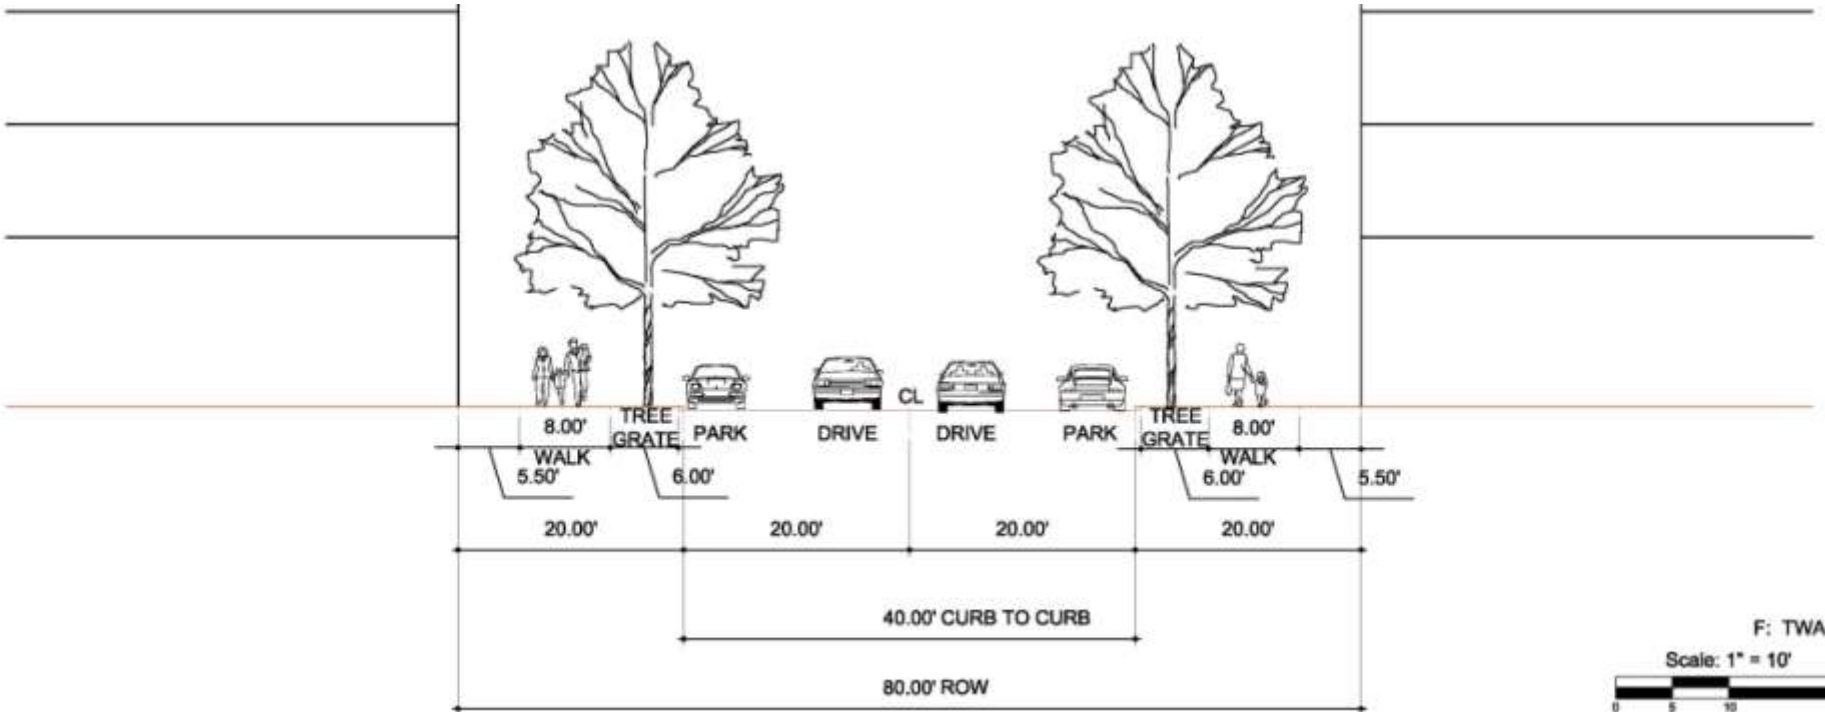 CL
TREE
GRATE
8.00'
WALK
PARK
DRIVE
DRIVE
PARK
TREE
GRATE
8.00'
WALK
5.50'
6.00'
6.00'
5.50'
20.00'
20.00'
20.00'
20.00'
40.00' CURB TO CURB
80.00' ROW
F: TWA
Scale: 1" = 10'
0 5 10